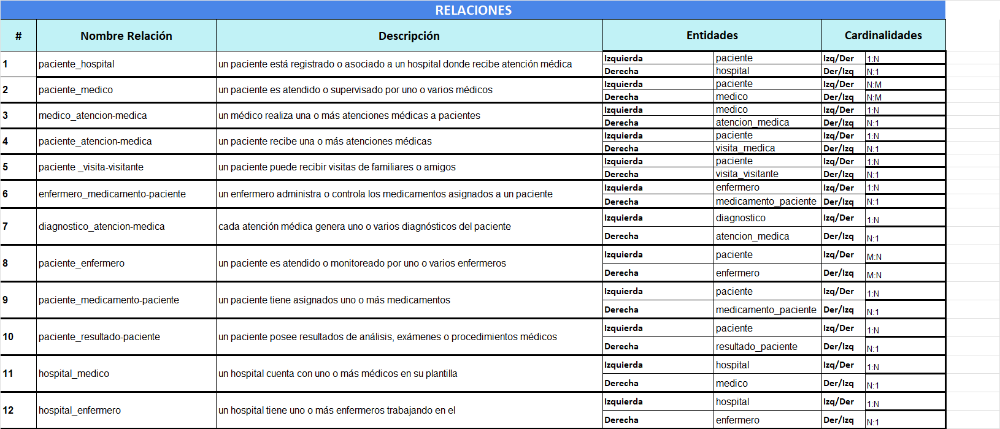 RELACIONES
# Nombre Relación Descripción Entidades Cardinalidades
1 paciente_hospital un paciente está registrado o asociado a un hospital donde recibe atención médica Izquierda paciente Izq/Der 1:N
Derecha hospital Der/Izq N:1
2 paciente_medico un paciente es atendido o supervisado por uno o varios médicos Izquierda paciente Izq/Der N:M
Derecha medico Der/Izq N:M
3 medico_atencion-medica un médico realiza una o más atenciones médicas a pacientes Izquierda medico Izq/Der 1:N
Derecha atencion_medica Der/Izq N:1
4 paciente_atencion-medica un paciente recibe una o más atenciones médicas Izquierda paciente Izq/Der 1:N
Derecha visita_medica Der/Izq N:1
5 paciente _visita-visitante un paciente puede recibir visitas de familiares o amigos Izquierda paciente Izq/Der 1:N
Derecha visita_visitante Der/Izq N:1
6 enfermero_medicamento-paciente un enfermero administra o controla los medicamentos asignados a un paciente Izquierda enfermero Izq/Der 1:N
Derecha medicamento_paciente Der/Izq N:1
7 diagnostico_atencion-medica cada atención médica genera uno o varios diagnósticos del paciente Izquierda diagnostico Izq/Der 1:N
Derecha atencion_medica Der/Izq N:1
8 paciente_enfermero un paciente es atendido o monitoreado por uno o varios enfermeros Izquierda paciente Izq/Der M:N
Derecha enfermero Der/Izq M:N
9 paciente_medicamento-paciente un paciente tiene asignados uno o más medicamentos Izquierda paciente Izq/Der 1:N
Derecha medicamento_paciente Der/Izq N:1
10 paciente_resultado-paciente un paciente posee resultados de análisis, exámenes o procedimientos médicos Izquierda paciente Izq/Der 1:N
Derecha resultado_paciente Der/Izq N:1
11 hospital_medico un hospital cuenta con uno o más médicos en su plantilla Izquierda hospital Izq/Der 1:N
Derecha medico Der/Izq N:1
12 hospital_enfermero un hospital tiene uno o más enfermeros trabajando en el Izquierda hospital Izq/Der 1:N
Derecha enfermero Der/Izq N:1